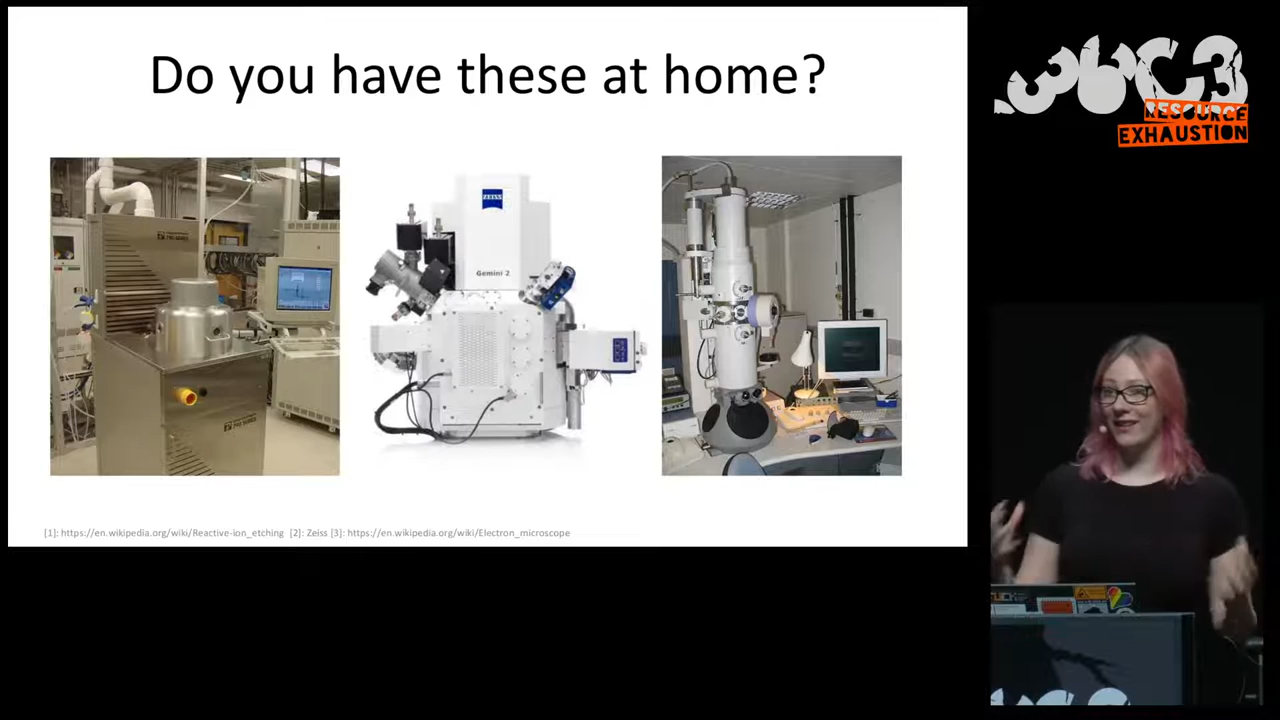 Do you have these at home?
ZEISS
Gemini 2
[1]: https://en.wikipedia.org/wiki/Reactive-ion_etching [2]: Zeiss [3]: https://en.wikipedia.org/wiki/Electron_microscope
36C3
RESOURCE
EXHAUSTION